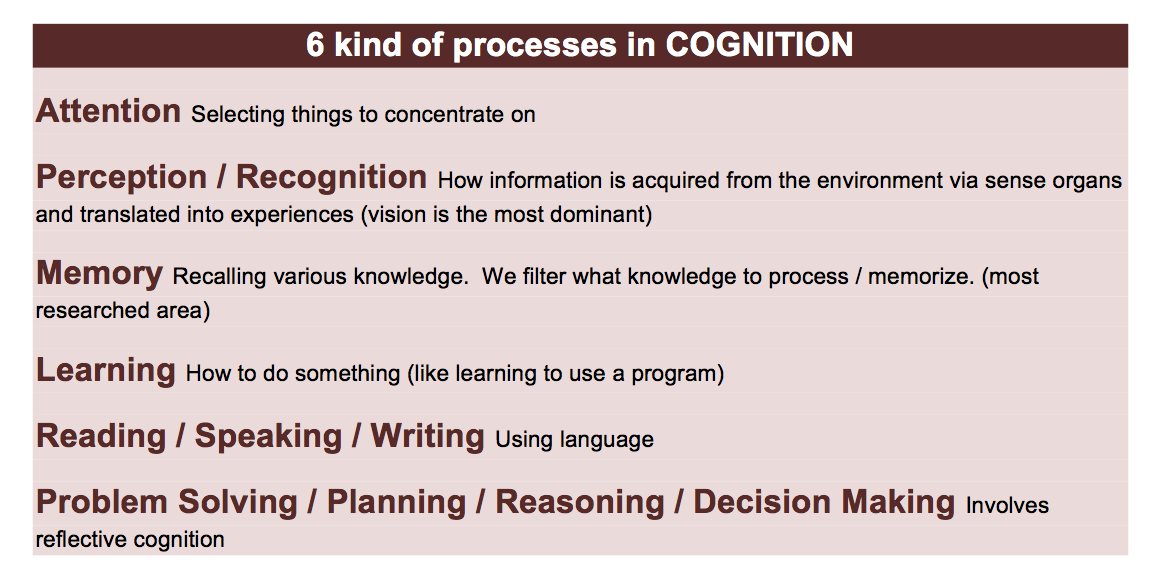 6 kind of processes in COGNITION
Attention Selecting things to concentrate on
Perception / Recognition How information is acquired from the environment via sense organs
and translated into experiences (vision is the most dominant)
Memory Recalling various knowledge.  We filter what knowledge to process / memorize. (most
researched area)
Learning How to do something (like learning to use a program)
Reading / Speaking / Writing Using language
Problem Solving / Planning / Reasoning / Decision Making Involves
reflective cognition